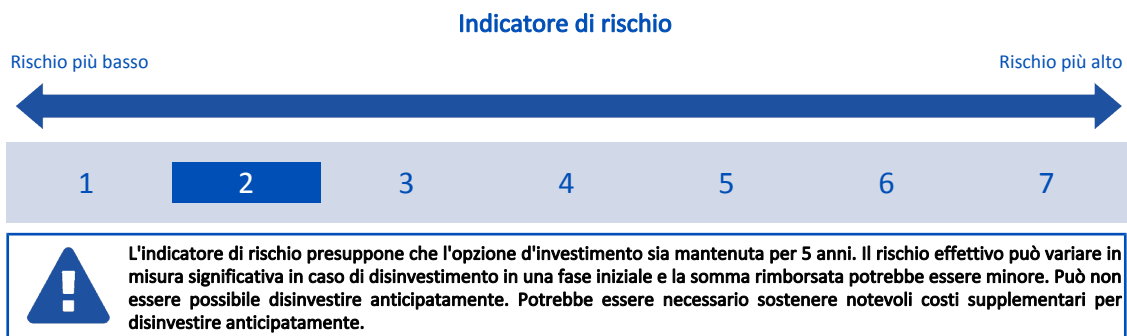 Indicatore di rischio
Rischio più basso
Rischio più alto
1 2 3 4 5 6 7
L'indicatore di rischio presuppone che l'opzione d'investimento sia mantenuta per 5 anni. Il rischio effettivo può variare in
misura significativa in caso di disinvestimento in una fase iniziale e la somma rimborsata potrebbe essere minore. Può non
essere possibile disinvestire anticipatamente. Potrebbe essere necessario sostenere notevoli costi supplementari per
disinvestire anticipatamente.